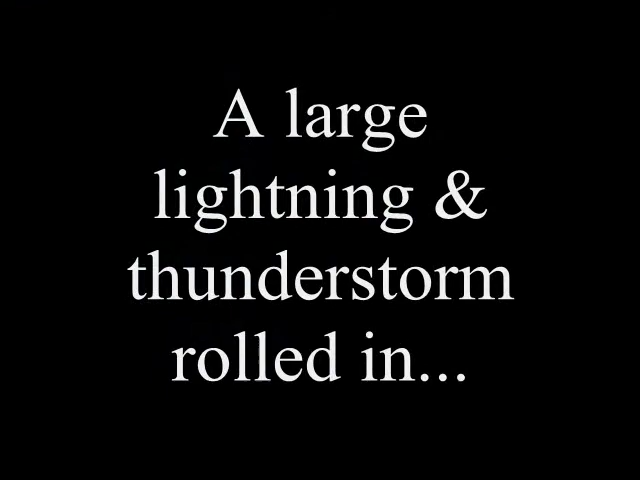 A large
lightning &
thunderstorm
rolled in...